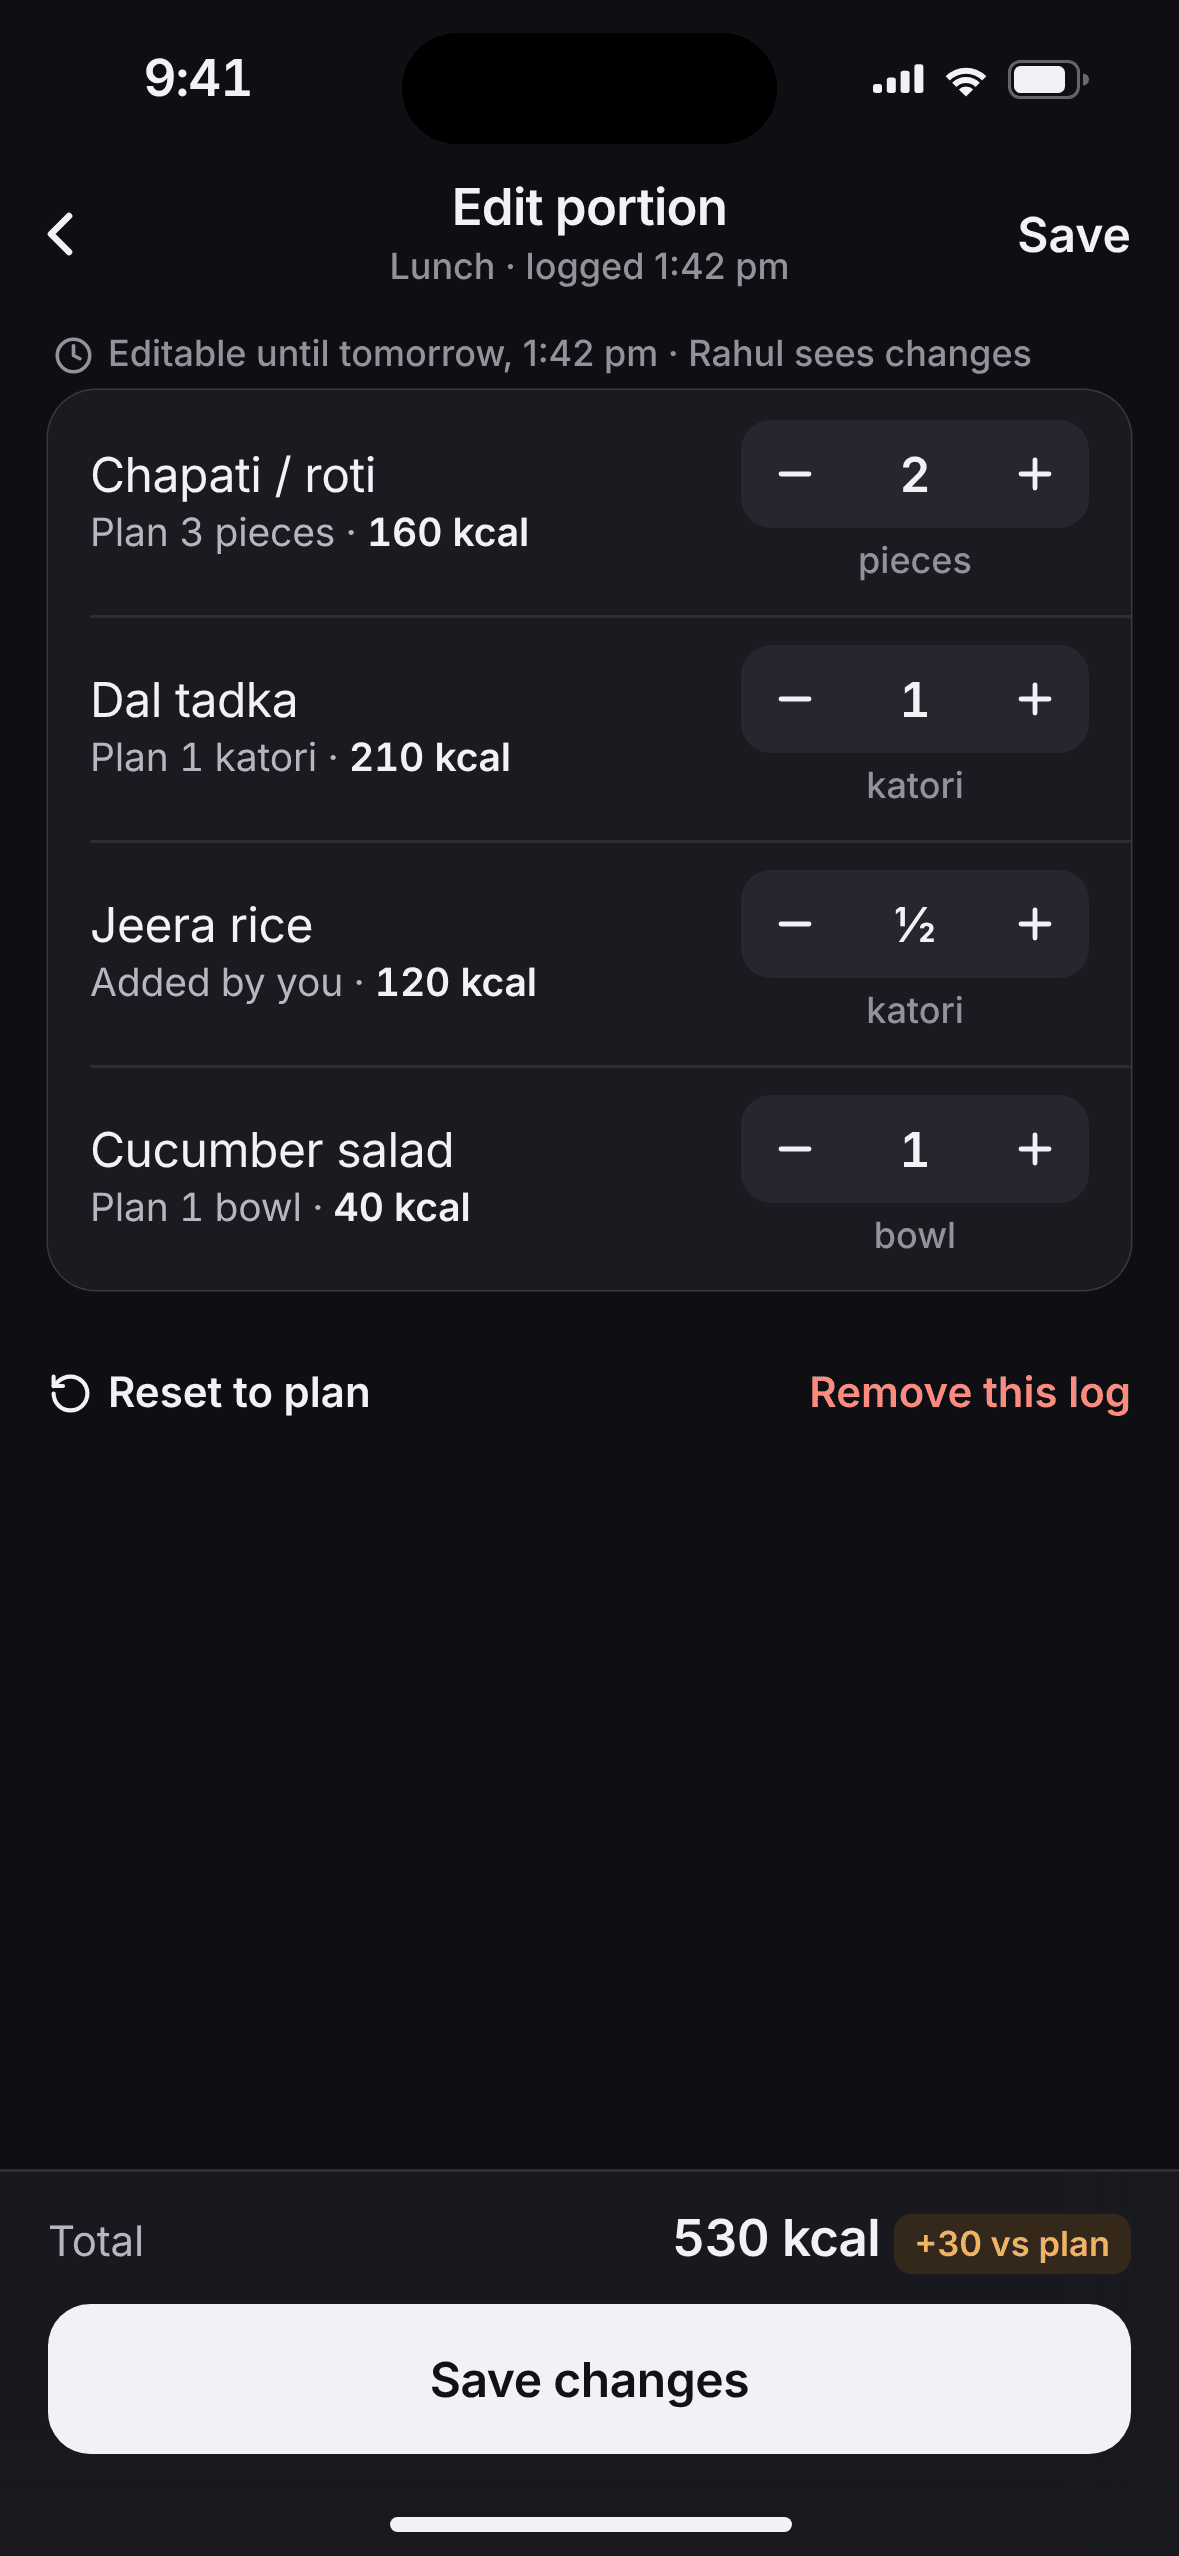 9:41
Edit portion
Save
Lunch · logged 1:42 pm
Editable until tomorrow, 1:42 pm · Rahul sees changes
Chapati / roti
2
Plan 3 pieces · 160 kcal
pieces
Dal tadka
1
Plan 1 katori · 210 kcal
katori
Jeera rice
½
Added by you · 120 kcal
katori
Cucumber salad
1
Plan 1 bowl · 40 kcal
bowl
Reset to plan
Remove this log
Total
530 kcal
+30 vs plan
Save changes